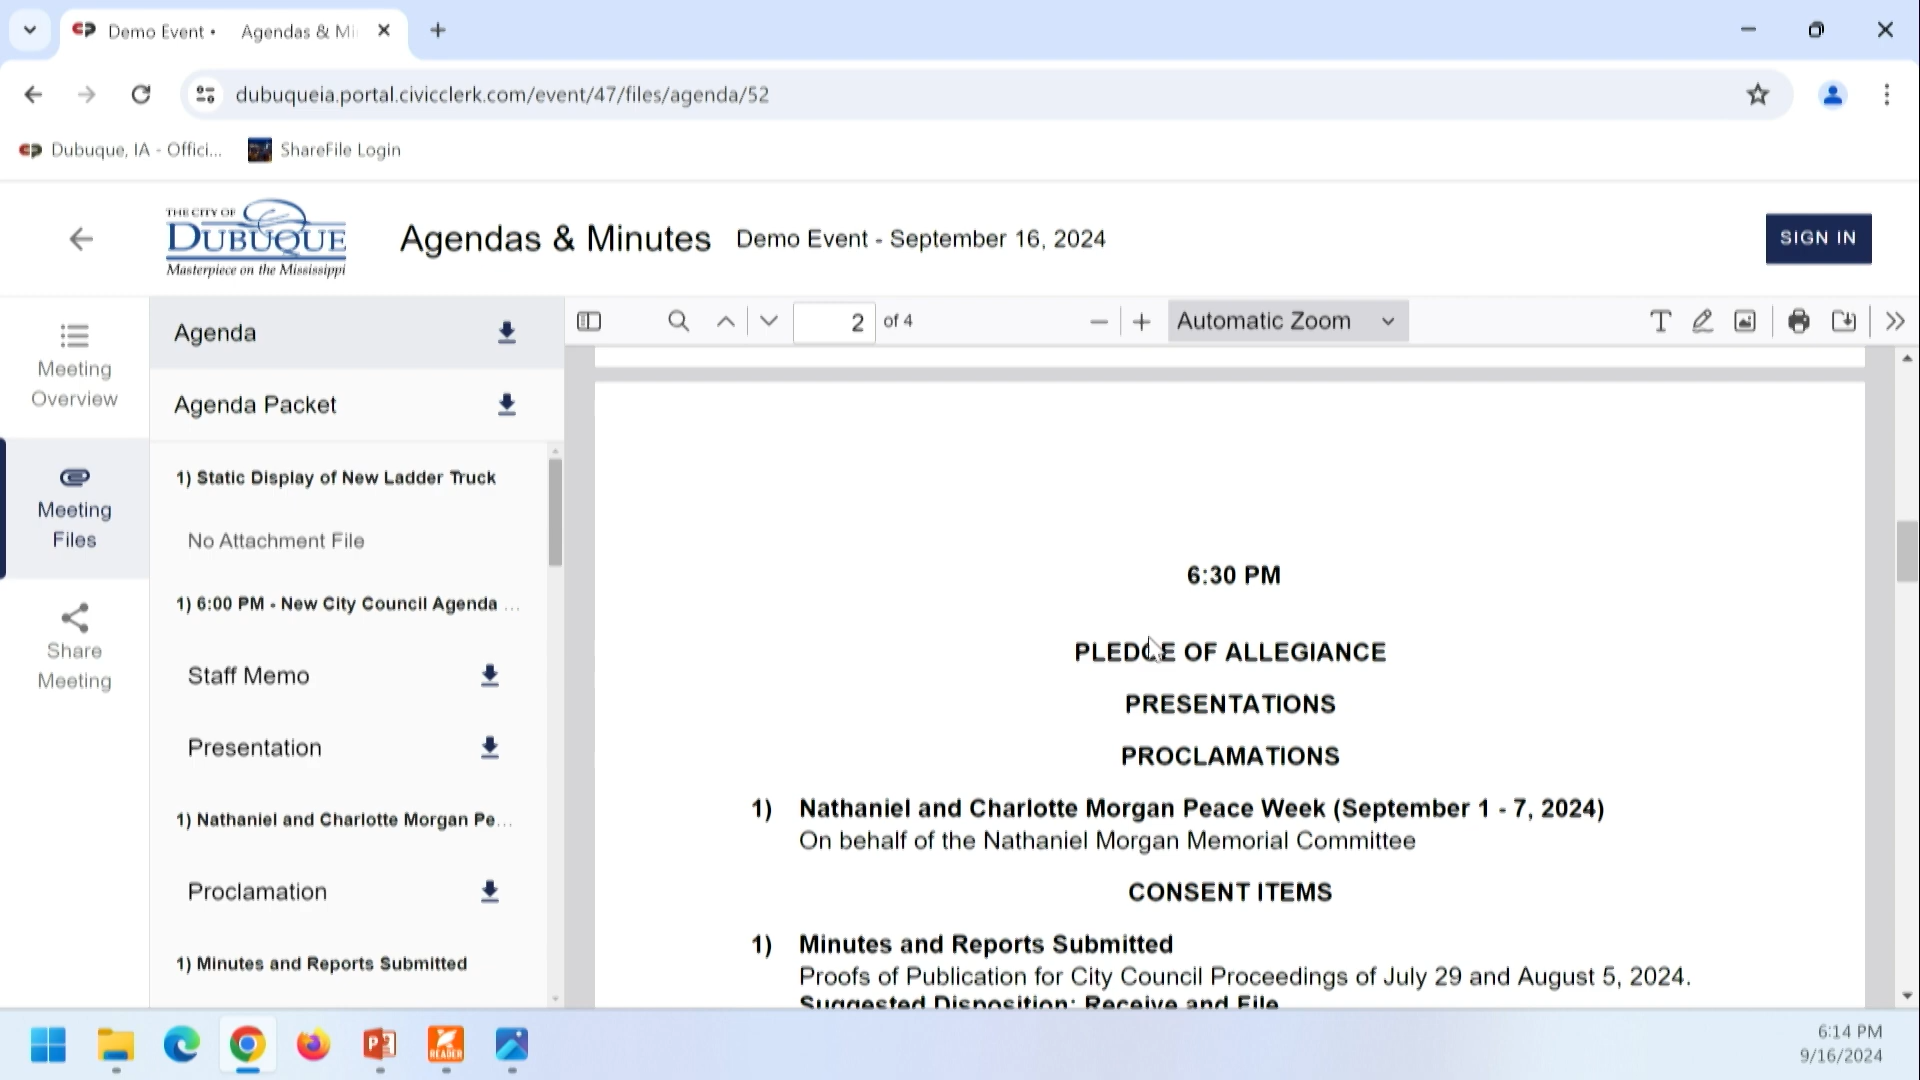 Demo Event •    Agendas & Mi
dubuqueia.portal.civicclerk.com/event/47/files/agenda/52
Dubuque, IA - Offici...
ShareFile Login
THE CITY OF
DUBUQUE
Masterpiece on the Mississippi
Agendas & Minutes
Demo Event - September 16, 2024
SIGN IN
Meeting
Overview
Meeting
Files
Share
Meeting
Agenda
Agenda Packet
1) Static Display of New Ladder Truck
No Attachment File
1) 6:00 PM - New City Council Agenda ...
Staff Memo
Presentation
1) Nathaniel and Charlotte Morgan Pe...
Proclamation
1) Minutes and Reports Submitted
2 of 4
Automatic Zoom
6:30 PM
PLEDGE OF ALLEGIANCE
PRESENTATIONS
PROCLAMATIONS
1) Nathaniel and Charlotte Morgan Peace Week (September 1 - 7, 2024)
On behalf of the Nathaniel Morgan Memorial Committee
CONSENT ITEMS
1) Minutes and Reports Submitted
Proofs of Publication for City Council Proceedings of July 29 and August 5, 2024.
Suggested Disposition: Receive and File
READER
6:14 PM
9/16/2024